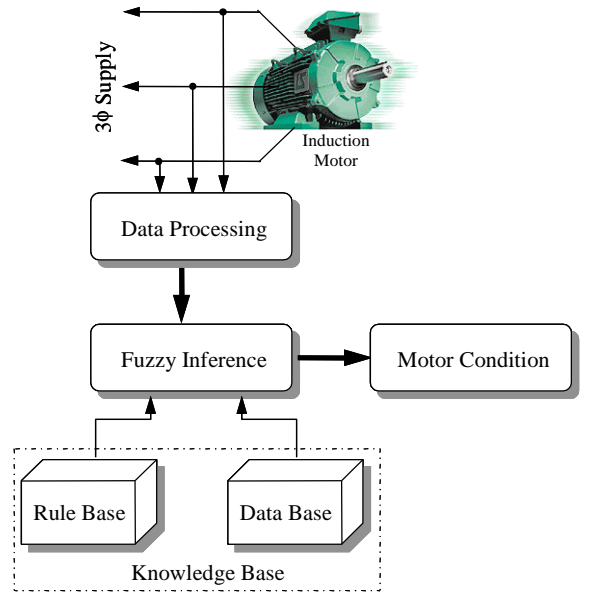 3ϕ Supply
Induction
Motor
Data Processing
Fuzzy Inference
Motor Condition
Rule Base
Data Base
Knowledge Base